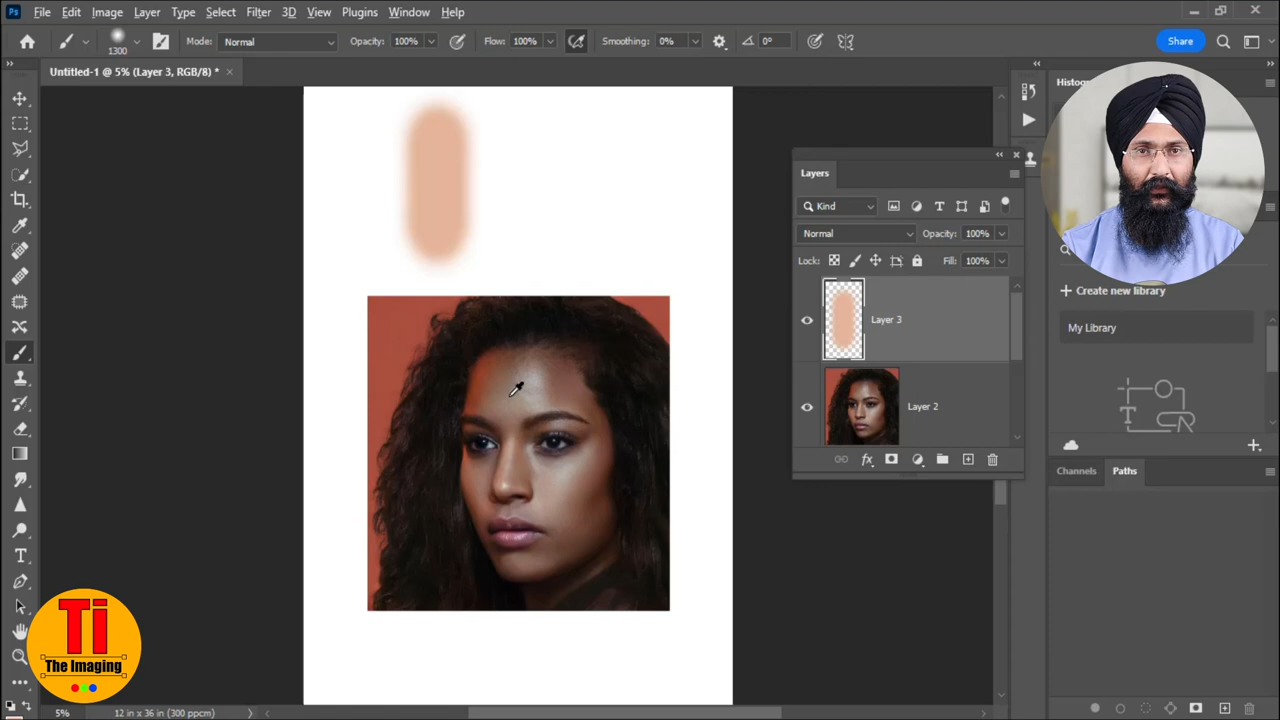 Ps File Edit Image Layer Type Select Filter 3D View Plugins Window Help
1300 Mode: Normal Opacity: 100% Flow: 100% Smoothing: 0% 0° Share
Untitled-1 @ 5% (Layer 3, RGB/8) *
Layers
Kind
Normal Opacity: 100%
Lock: Fill: 100%
Layer 3
Layer 2
Create new library
My Library
Channels Paths
Ti
The Imaging
5% 12 in x 36 in (300 ppcm)